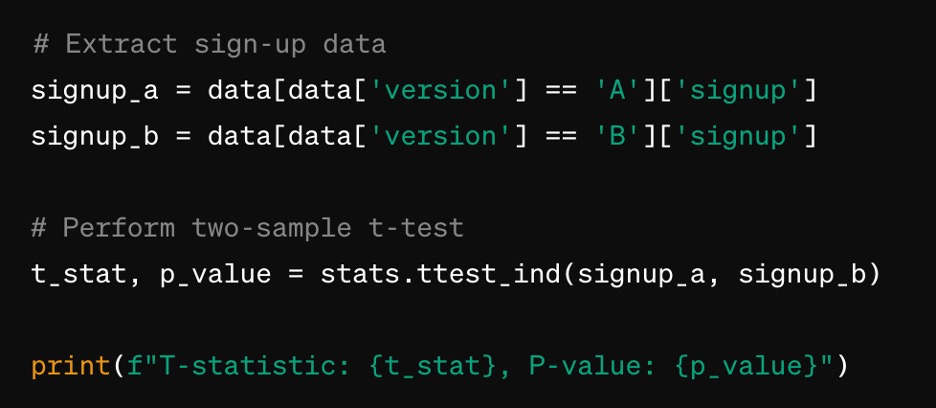 # Extract sign-up data
signup_a = data[data['version'] == 'A']['signup']
signup_b = data[data['version'] == 'B']['signup']
# Perform two-sample t-test
t_stat, p_value = stats.ttest_ind(signup_a, signup_b)
print(f"T-statistic: {t_stat}, P-value: {p_value}")